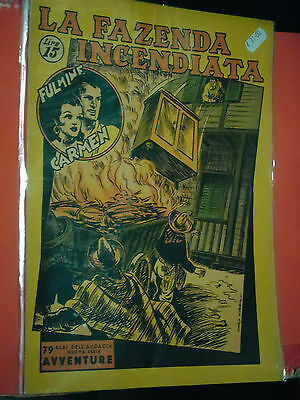 LA FAZENDA
INCENDIATA
Lire
15
FULMINE
CARMEN
79 ALBI DELL'AUDACIA
NUOVA SERIE
AVVENTURE